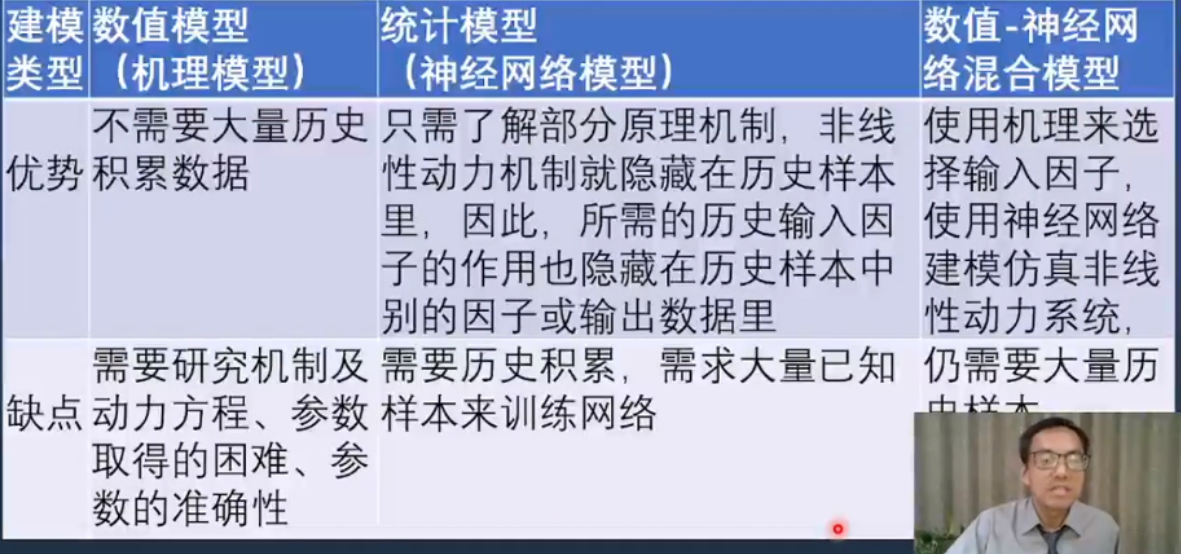 建模类型
数值模型
（机理模型）
统计模型
（神经网络模型）
数值-神经网
络混合模型
优势
不需要大量历史
积累数据
只需了解部分原理机制，非线
性动力机制就隐藏在历史样本
里，因此，所需的历史输入因
子的作用也隐藏在历史样本中
别的因子或输出数据里
使用机理来选
择输入因子，
使用神经网络
建模仿真非线
性动力系统，
缺点
需要研究机制及
动力方程、参数
取得的困难、参
数的准确性
需要历史积累，需求大量已知
样本来训练网络
仍需要大量历
史样本